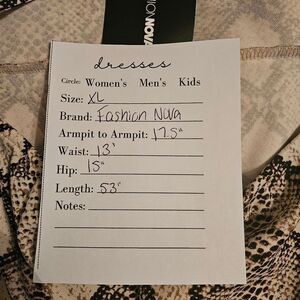 NOVA
dresses
Circle: Women's Men's Kids
Size: XL
Brand: Fashion Nova
Armpit to Armpit: 17.5"
Waist: 13'
Hip: 15"
Length: 53"
Notes: